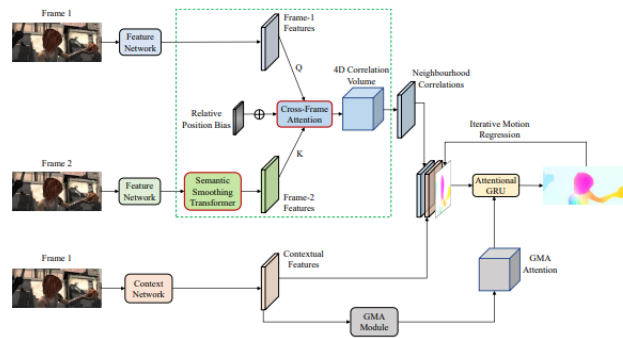 Frame 1
Feature
Network
Frame-1
Features
Q
4D Correlation
Volume
Neighbourhood
Correlations
Relative
Position Bias
Cross-Frame
Attention
K
Iterative Motion
Regression
Frame 2
Feature
Network
Semantic
Smoothing
Transformer
Frame-2
Features
Attentional
GRU
Frame 1
Context
Network
Contextual
Features
GMA
Module
GMA
Attention